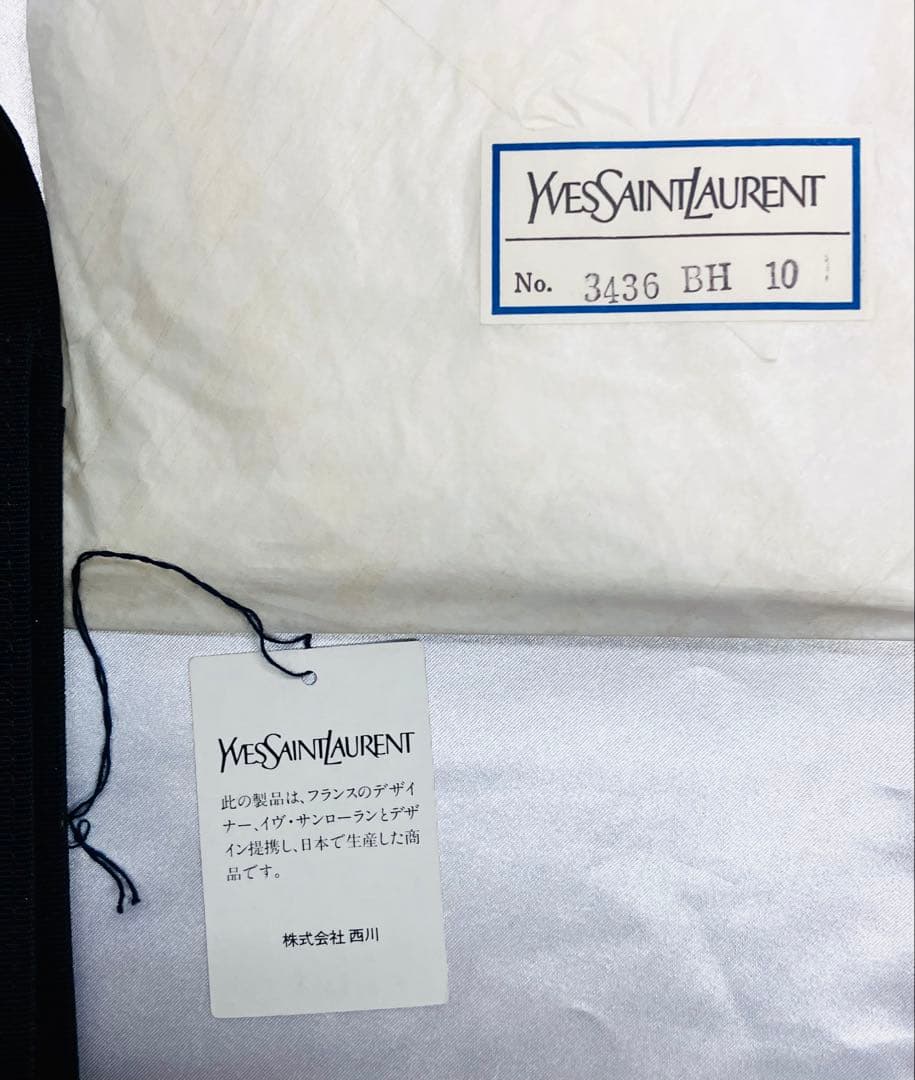 YVESSAINTLAURENT
No. 3436 BH 10
YVESSAINTLAURENT
此の製品は、フランスのデザイ
ナー、イヴ・サンローランとデザ
イン提携し、日本で生産した商
品です。
株式会社 西川